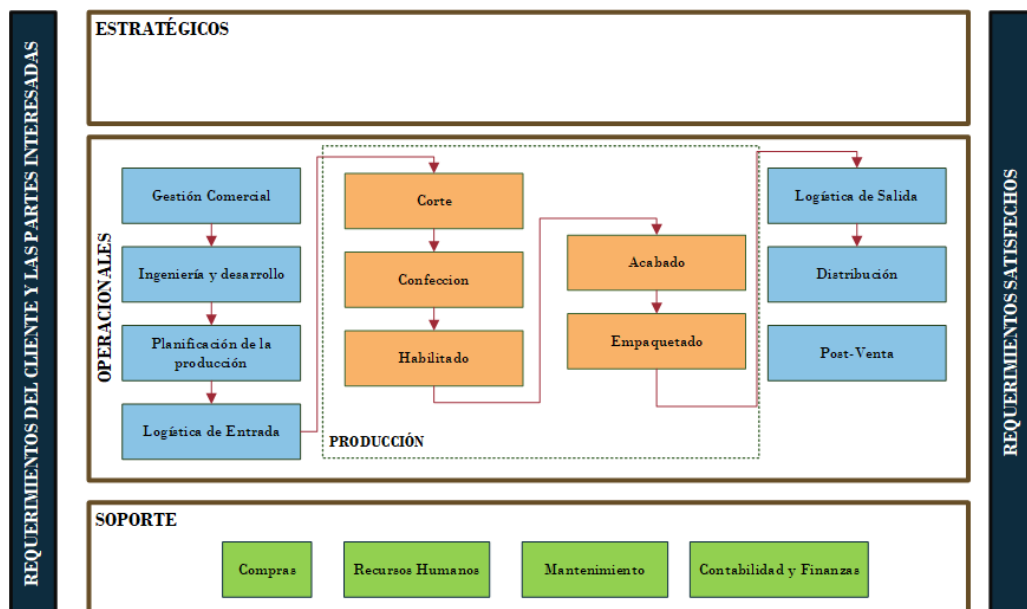 REQUERIMIENTOS DEL CLIENTE Y LAS PARTES INTERESADAS
ESTRATÉGICOS
OPERACIONALES
Gestión Comercial
Ingeniería y desarrollo
Planificación de la
producción
Logística de Entrada
Corte
Confeccion
Habilitado
Acabado
Empaquetado
PRODUCCIÓN
Logística de Salida
Distribución
Post-Venta
SOPORTE
Compras
Recursos Humanos
Mantenimiento
Contabilidad y Finanzas
REQUERIMIENTOS SATISFECHOS